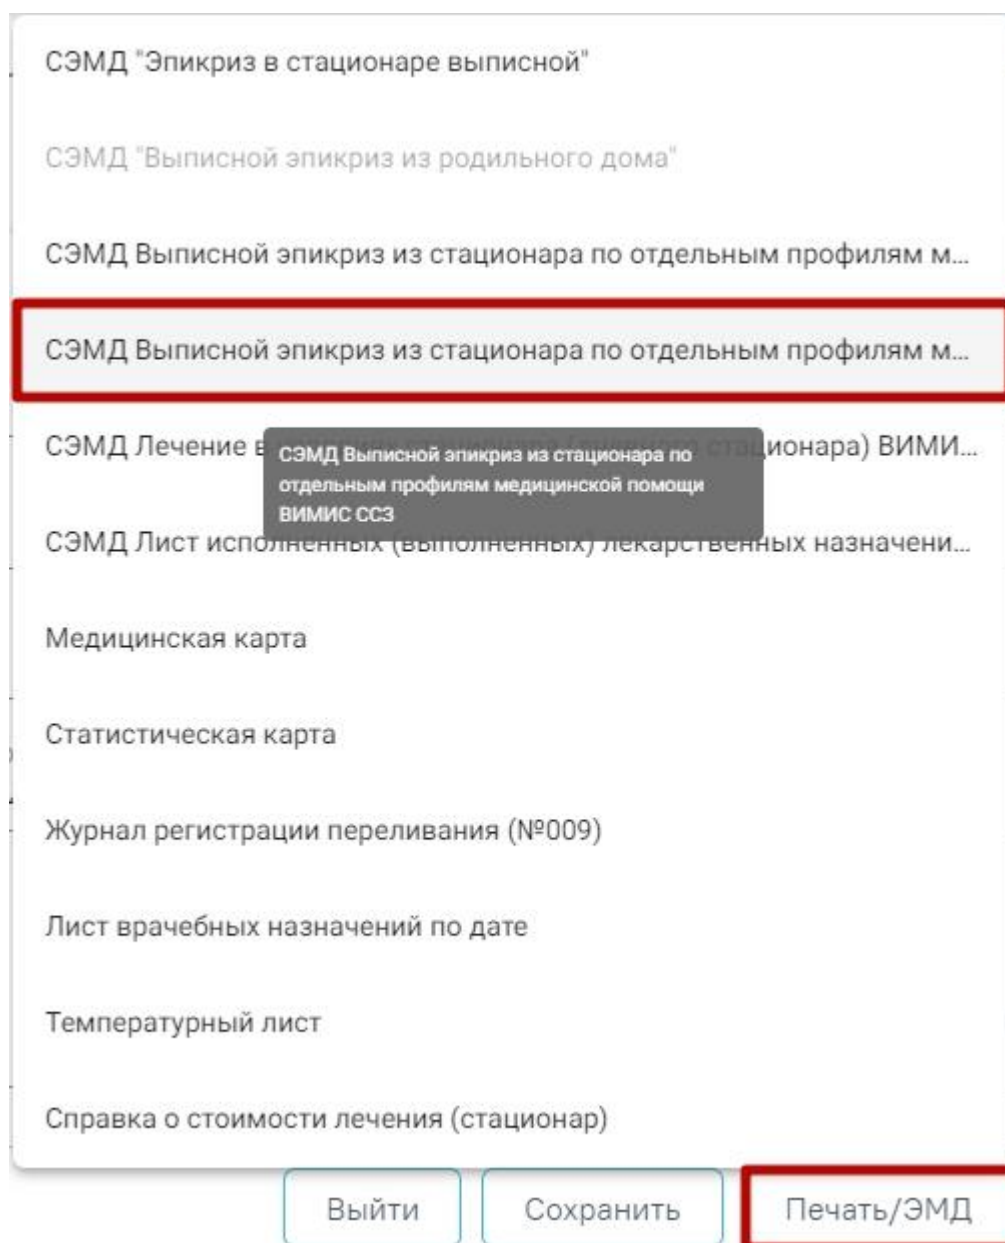 СЭМД "Эпикриз в стационаре выписной"
СЭМД "Выписной эпикриз из родильного дома"
СЭМД Выписной эпикриз из стационара по отдельным профилям м...
СЭМД Выписной эпикриз из стационара по отдельным профилям м...
СЭМД Лечение в стационара) ВИМИ...
СЭМД Выписной эпикриз из стационара по
отдельным профилям медицинской помощи
ВИМИС ССЗ
СЭМД Лист исполненных (выполненных) лекарственных назначени...
Медицинская карта
Статистическая карта
Журнал регистрации переливания (№009)
Лист врачебных назначений по дате
Температурный лист
Справка о стоимости лечения (стационар)
Выйти Сохранить Печать/ЭМД